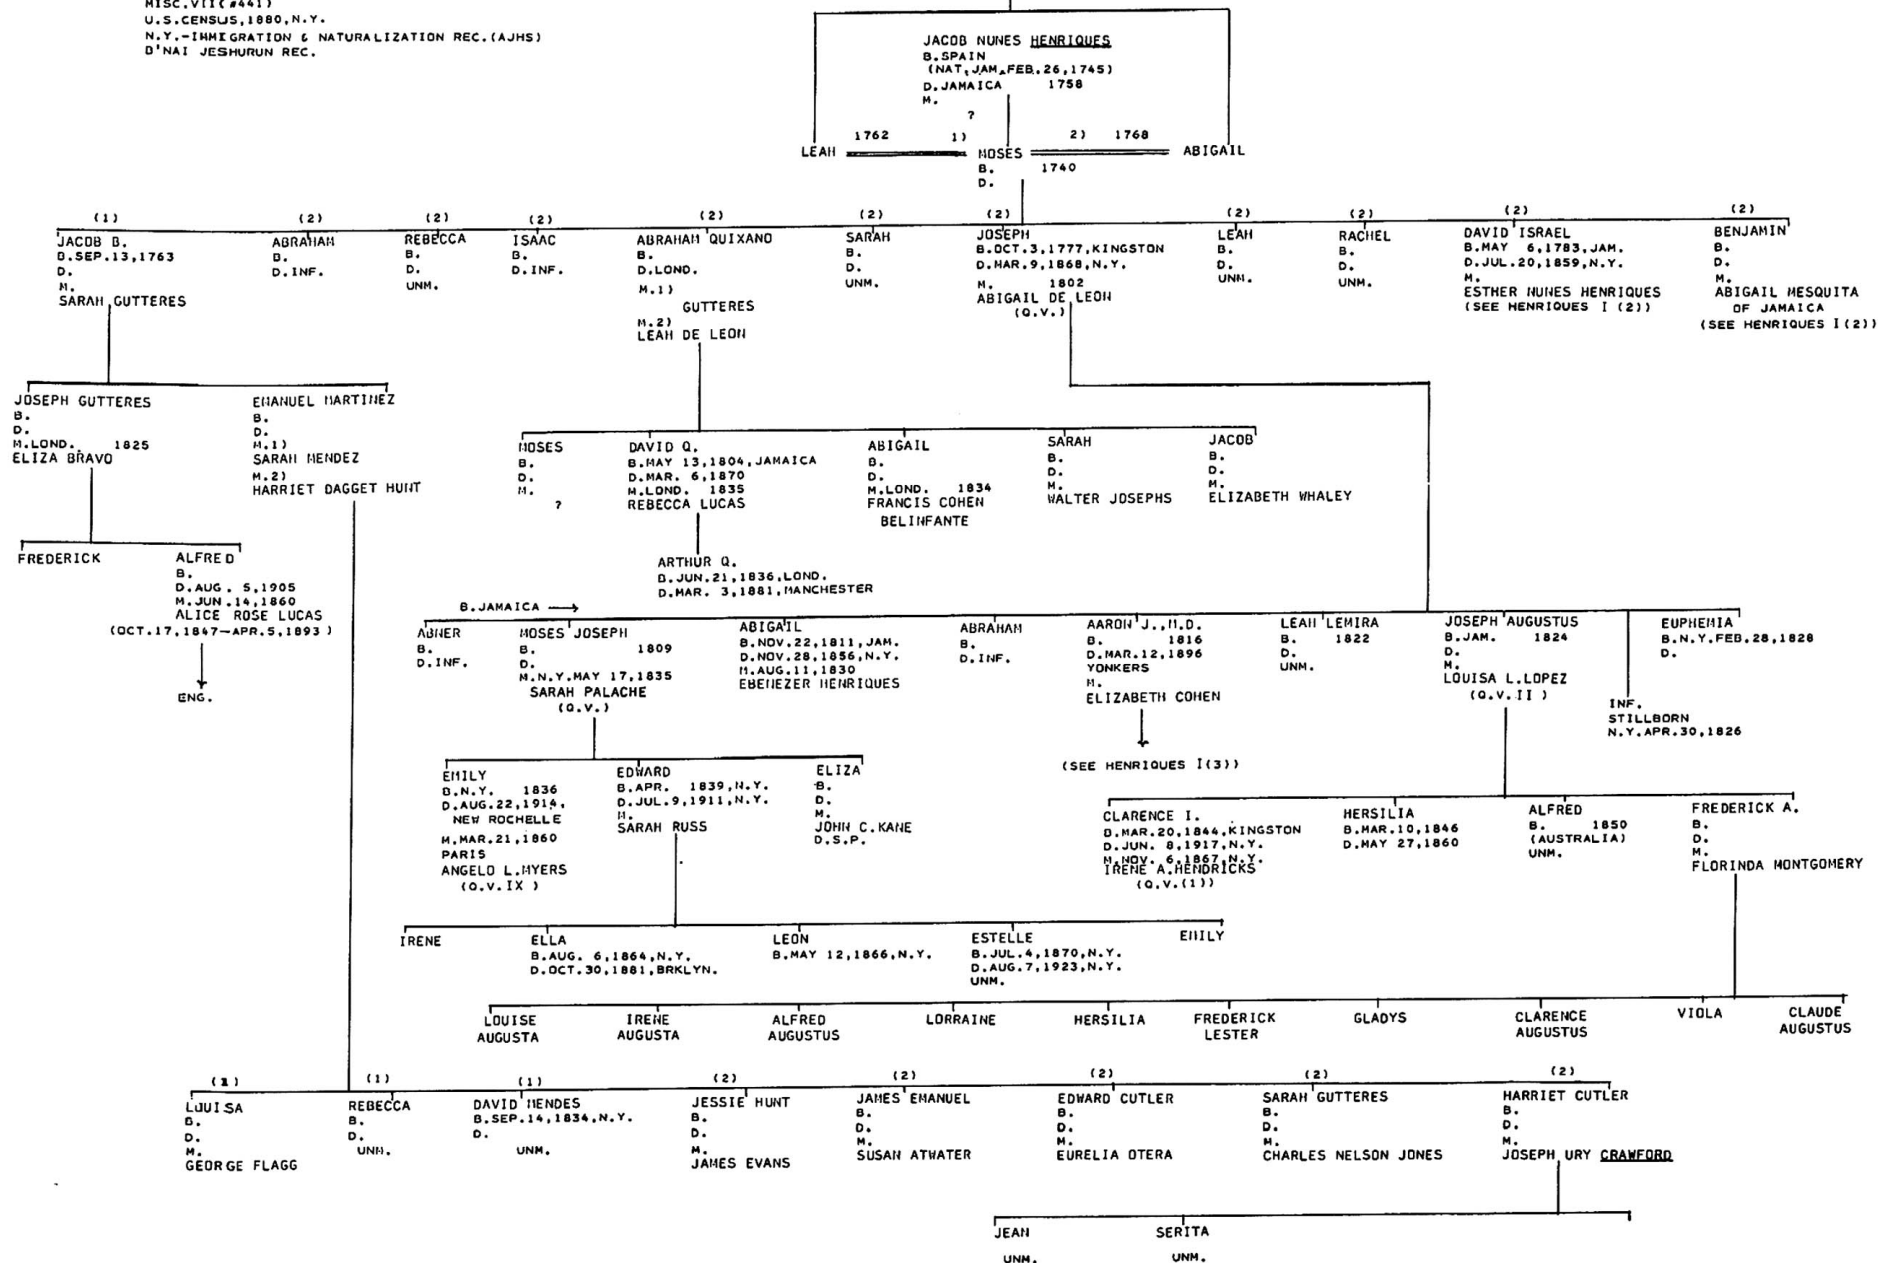 MISC.VII(#441)
U.S.CENSUS,1880,N.Y.
N.Y.-IMMIGRATION & NATURALIZATION REC.(AJHS)
B'NAI JESHURUN REC.
JACOB NUNES HENRIQUES
B.SPAIN
(NAT.JAM.FEB.26,1745)
D.JAMAICA 1758
M.
?
LEAH 1762 1) MOSES 2) 1768 ABIGAIL
B. 1740
D.
(1)
JACOB B.
B.SEP.13,1763
D.
M.
SARAH GUTTERES
(2)
ABRAHAM
B.
D.INF.
(2)
REBECCA
B.
D.
UNM.
(2)
ISAAC
B.
D.INF.
(2)
ABRAHAM QUIXANO
B.
D.LOND.
M.1)
GUTTERES
M.2)
LEAH DE LEON
(2)
SARAH
B.
D.
UNM.
(2)
JOSEPH
B.OCT.3,1777,KINGSTON
D.MAR.9,1868,N.Y.
M. 1802
ABIGAIL DE LEON
(Q.V.)
(2)
LEAH
B.
D.
UNM.
(2)
RACHEL
B.
D.
UNM.
(2)
DAVID ISRAEL
B.MAY 6,1783,JAM.
D.JUL.20,1859,N.Y.
M.
ESTHER NUNES HENRIQUES
(SEE HENRIQUES I (2))
(2)
BENJAMIN
B.
D.
M.
ABIGAIL MESQUITA
OF JAMAICA
(SEE HENRIQUES I(2))
JOSEPH GUTTERES
B.
D.
M.LOND. 1825
ELIZA BRAVO
EMANUEL MARTINEZ
B.
D.
M.1)
SARAH MENDEZ
M.2)
HARRIET DAGGET HUNT
MOSES
B.
D.
M.
?
DAVID Q.
B.MAY 13,1804,JAMAICA
D.MAR. 6,1870
M.LOND. 1835
REBECCA LUCAS
ABIGAIL
B.
D.
M.LOND. 1834
FRANCIS COHEN
BELINFANTE
SARAH
B.
D.
M.
WALTER JOSEPHS
JACOB
B.
D.
M.
ELIZABETH WHALEY
FREDERICK
ALFRED
B.
D.AUG. 5,1905
M.JUN.14,1860
ALICE ROSE LUCAS
(OCT.17,1847-APR.5,1893)
ENG.
ARTHUR Q.
B.JUN.21,1836,LOND.
D.MAR. 3,1881,MANCHESTER
B.JAMAICA →
ABNER
B.
D.INF.
MOSES JOSEPH
B. 1809
D.
M.N.Y.MAY 17,1835
SARAH PALACHE
(Q.V.)
ABIGAIL
B.NOV.22,1811,JAM.
D.NOV.28,1856,N.Y.
M.AUG.11,1830
EBENEZER HENRIQUES
ABRAHAM
B.
D.INF.
AARON J.,M.D.
B. 1816
D.MAR.12,1896
YONKERS
M.
ELIZABETH COHEN
(SEE HENRIQUES I(3))
LEAH LEMIRA
B. 1822
D.
UNM.
JOSEPH AUGUSTUS
B.JAM. 1824
D.
M.
LOUISA L.LOPEZ
(Q.V.II)
INF.
STILLBORN
N.Y.APR.30,1826
EUPHEMIA
B.N.Y.FEB.28,1828
D.
EMILY
B.N.Y. 1836
D.AUG.22,1914,
NEW ROCHELLE
M.MAR.21,1860
PARIS
ANGELO L.MYERS
(Q.V.IX)
EDWARD
B.APR. 1839,N.Y.
D.JUL.9,1911,N.Y.
M.
SARAH RUSS
ELIZA
B.
D.
M.
JOHN C.KANE
D.S.P.
CLARENCE I.
B.MAR.20,1844,KINGSTON
D.JUN. 8,1917,N.Y.
M.NOV. 6,1867,N.Y.
IRENE A.HENDRICKS
(Q.V.(1))
HERSILIA
B.MAR.10,1846
D.MAY 27,1860
ALFRED
B. 1850
(AUSTRALIA)
UNM.
FREDERICK A.
B.
D.
M.
FLORINDA MONTGOMERY
IRENE
ELLA
B.AUG. 6,1864,N.Y.
D.OCT.30,1881,BRKLYN.
LEON
B.MAY 12,1866,N.Y.
ESTELLE
B.JUL.4,1870,N.Y.
D.AUG.7,1923,N.Y.
UNM.
EMILY
LOUISE
AUGUSTA
IRENE
AUGUSTA
ALFRED
AUGUSTUS
LORRAINE
HERSILIA
FREDERICK
LESTER
GLADYS
CLARENCE
AUGUSTUS
VIOLA
CLAUDE
AUGUSTUS
(1)
LOUISA
B.
D.
M.
GEORGE FLAGG
(1)
REBECCA
B.
D.
UNM.
(1)
DAVID MENDES
B.SEP.14,1834,N.Y.
D.
UNM.
(2)
JESSIE HUNT
B.
D.
M.
JAMES EVANS
(2)
JAMES EMANUEL
B.
D.
M.
SUSAN ATWATER
(2)
EDWARD CUTLER
B.
D.
M.
EURELIA OTERA
(2)
SARAH GUTTERES
B.
D.
M.
CHARLES NELSON JONES
(2)
HARRIET CUTLER
B.
D.
M.
JOSEPH URY CRAWFORD
JEAN
UNM.
SERITA
UNM.